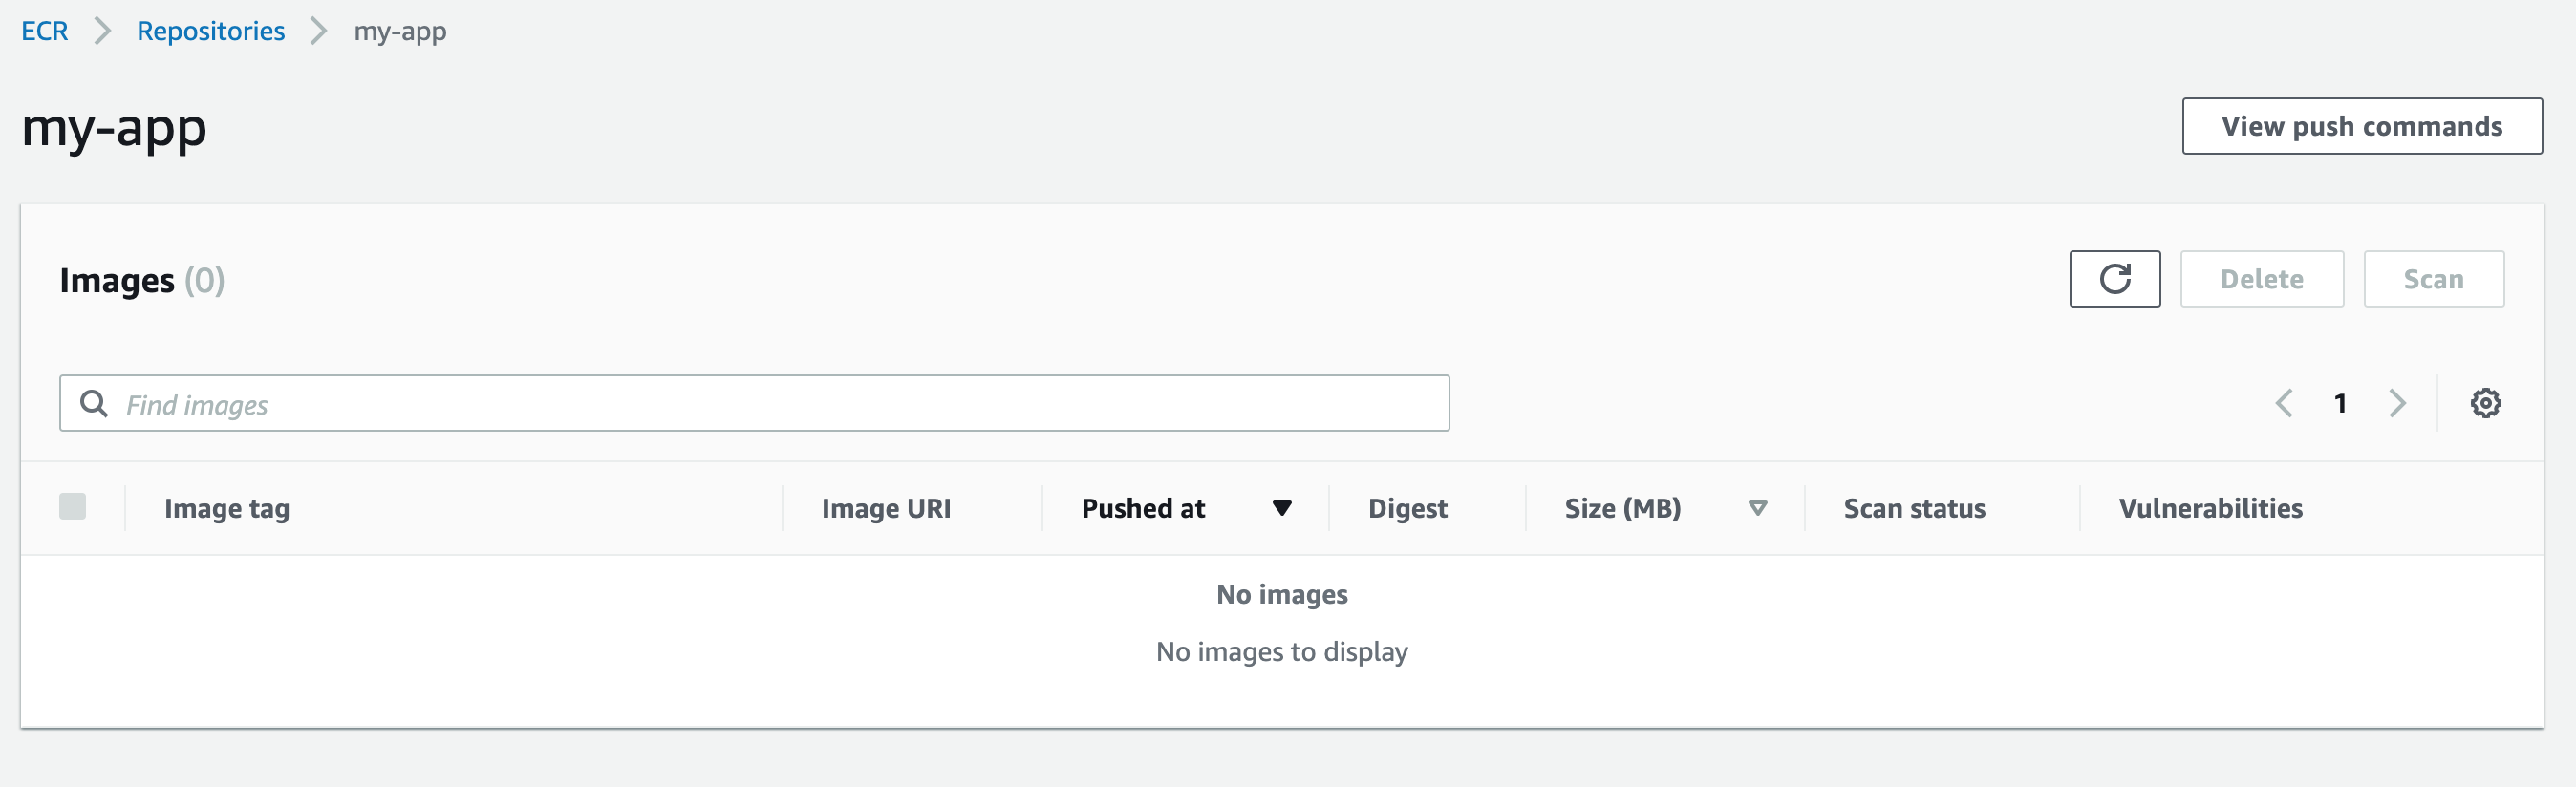 ECR > Repositories > my-app
my-app
View push commands
Images (0)
Delete
Scan
Find images
1
Image tag
Image URI
Pushed at
Digest
Size (MB)
Scan status
Vulnerabilities
No images
No images to display